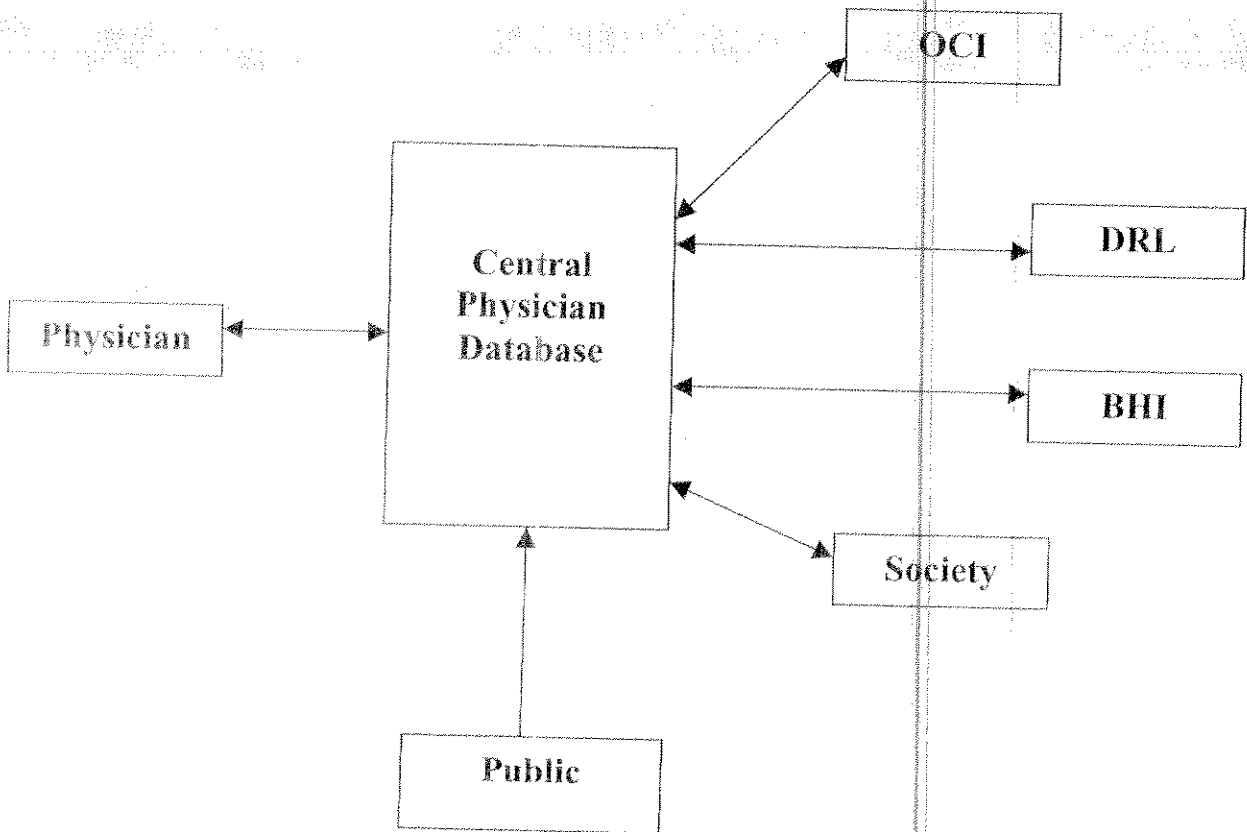 OCI
DRL
Central
Physician
Database
Physician
BHI
Society
Public